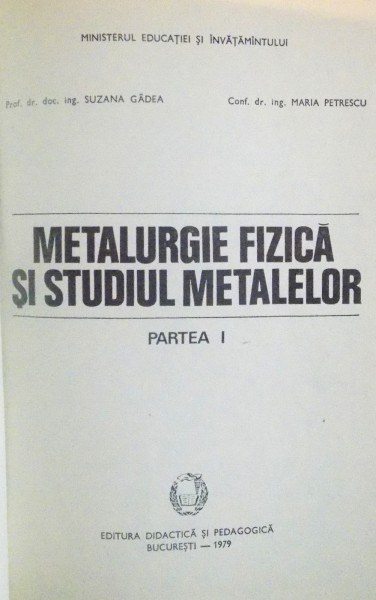 MINISTERUL EDUCAȚIEI ȘI ÎNVĂȚĂMÎNTULUI
Prof. dr. doc. ing. SUZANA GÂDEA
Conf. dr. ing. MARIA PETRESCU
METALURGIE FIZICĂ
ȘI STUDIUL METALELOR
PARTEA I
EDITURA DIDACTICĂ ȘI PEDAGOGICĂ
BUCUREȘTI — 1979